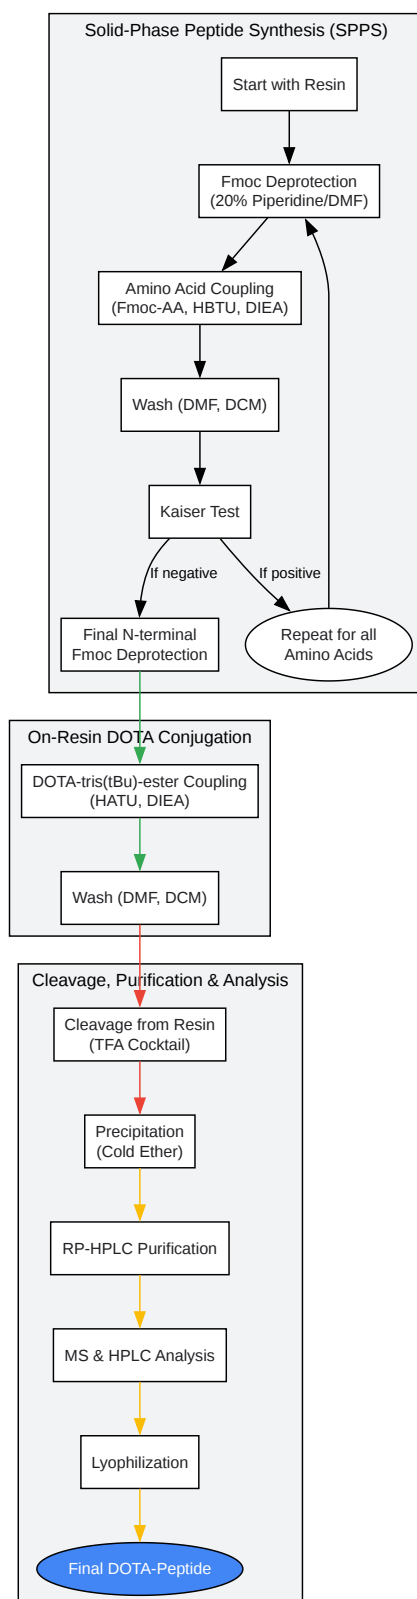 Solid-Phase Peptide Synthesis (SPPS)
Start with Resin
Fmoc Deprotection
(20% Piperidine/DMF)
Amino Acid Coupling
(Fmoc-AA, HBTU, DIEA)
Wash (DMF, DCM)
Kaiser Test
If negative
If positive
Final N-terminal
Fmoc Deprotection
Repeat for all
Amino Acids
On-Resin DOTA Conjugation
DOTA-tris(tBu)-ester Coupling
(HATU, DIEA)
Wash (DMF, DCM)
Cleavage, Purification & Analysis
Cleavage from Resin
(TFA Cocktail)
Precipitation
(Cold Ether)
RP-HPLC Purification
MS & HPLC Analysis
Lyophilization
Final DOTA-Peptide